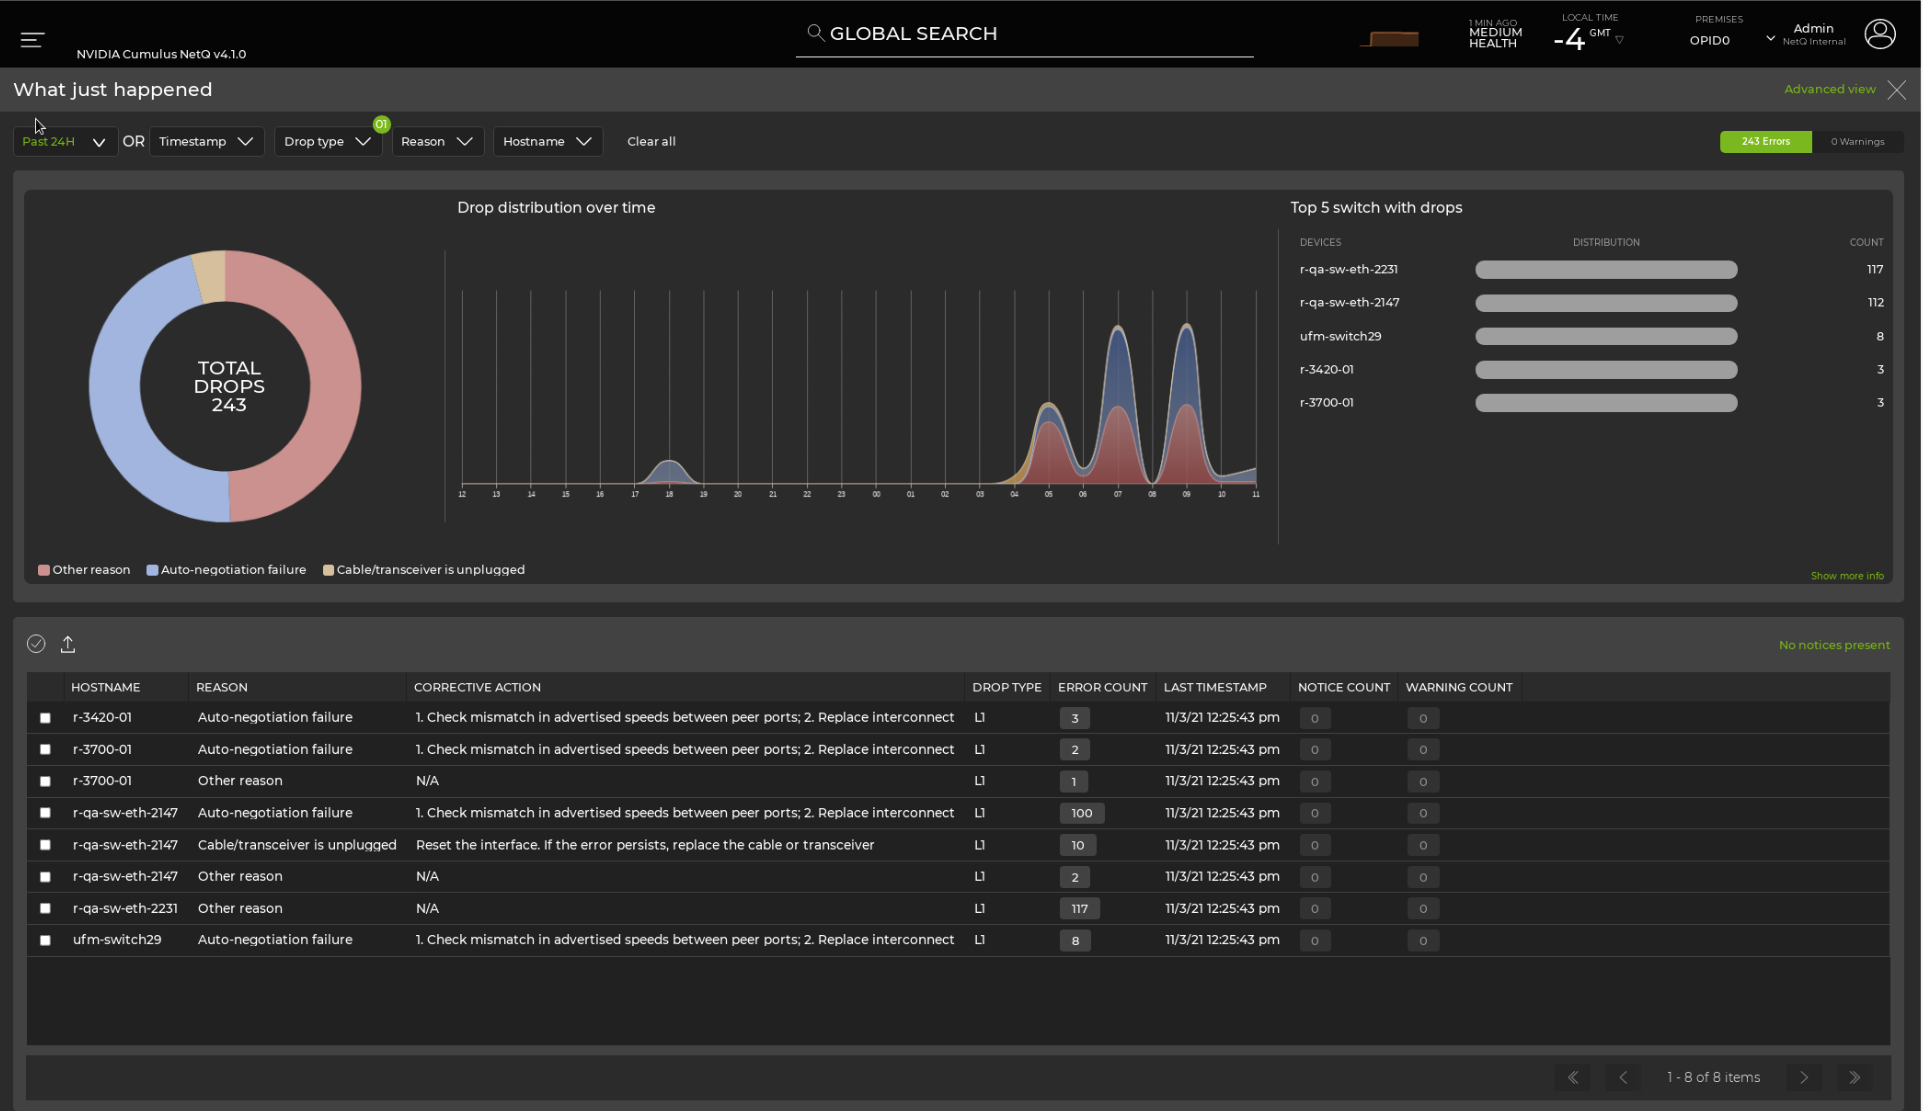 NVIDIA Cumulus NetQ v4.1.0
GLOBAL SEARCH
1 MIN AGO
MEDIUM
HEALTH
LOCAL TIME
-4 GMT
PREMISES
OPID0
Admin
NetQ Internal
What just happened
Advanced view
Past 24H OR Timestamp Drop type 01 Reason Hostname Clear all
243 Errors 0 Warnings
Drop distribution over time
Top 5 switch with drops
TOTAL
DROPS
243
12 13 14 15 16 17 18 19 20 21 22 23 00 01 02 03 04 05 06 07 08 09 10 11
DEVICES DISTRIBUTION COUNT
r-qa-sw-eth-2231 117
r-qa-sw-eth-2147 112
ufm-switch29 8
r-3420-01 3
r-3700-01 3
Other reason Auto-negotiation failure Cable/transceiver is unplugged
Show more info
No notices present
HOSTNAME REASON CORRECTIVE ACTION DROP TYPE ERROR COUNT LAST TIMESTAMP NOTICE COUNT WARNING COUNT
r-3420-01 Auto-negotiation failure 1. Check mismatch in advertised speeds between peer ports; 2. Replace interconnect L1 3 11/3/21 12:25:43 pm 0 0
r-3700-01 Auto-negotiation failure 1. Check mismatch in advertised speeds between peer ports; 2. Replace interconnect L1 2 11/3/21 12:25:43 pm 0 0
r-3700-01 Other reason N/A L1 1 11/3/21 12:25:43 pm 0 0
r-qa-sw-eth-2147 Auto-negotiation failure 1. Check mismatch in advertised speeds between peer ports; 2. Replace interconnect L1 100 11/3/21 12:25:43 pm 0 0
r-qa-sw-eth-2147 Cable/transceiver is unplugged Reset the interface. If the error persists, replace the cable or transceiver L1 10 11/3/21 12:25:43 pm 0 0
r-qa-sw-eth-2147 Other reason N/A L1 2 11/3/21 12:25:43 pm 0 0
r-qa-sw-eth-2231 Other reason N/A L1 117 11/3/21 12:25:43 pm 0 0
ufm-switch29 Auto-negotiation failure 1. Check mismatch in advertised speeds between peer ports; 2. Replace interconnect L1 8 11/3/21 12:25:43 pm 0 0
1 - 8 of 8 items